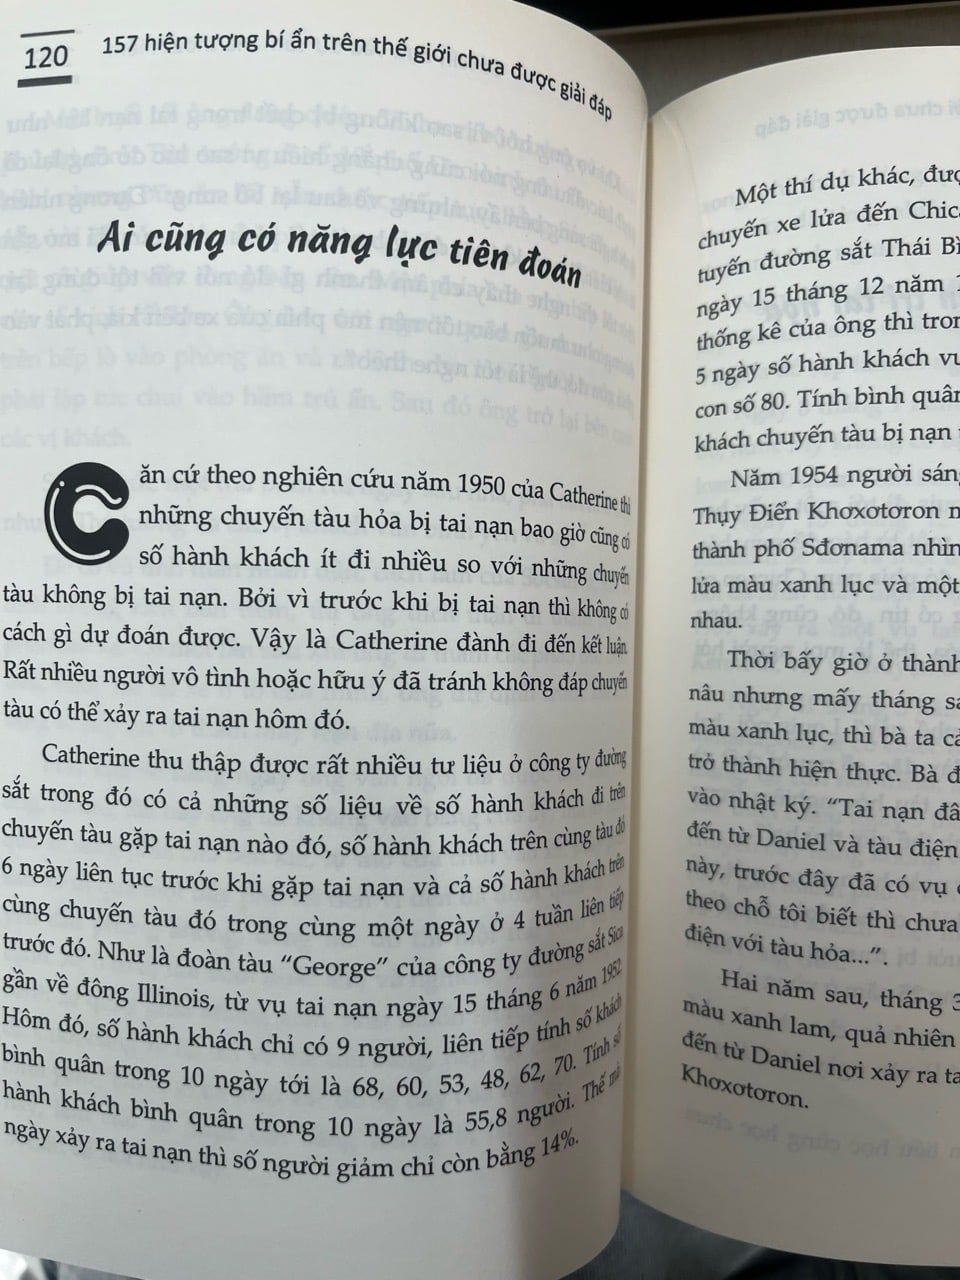 120
157 hiện tượng bí ẩn trên thế giới chưa được giải đáp
Ai cũng có năng lực tiên đoán
Căn cứ theo nghiên cứu năm 1950 của Catherine thì
những chuyến tàu hỏa bị tai nạn bao giờ cũng có
số hành khách ít đi nhiều so với những chuyến
tàu không bị tai nạn. Bởi vì trước khi bị tai nạn thì không có
cách gì dự đoán được. Vậy là Catherine đành đi đến kết luận.
Rất nhiều người vô tình hoặc hữu ý đã tránh không đáp chuyến
tàu có thể xảy ra tai nạn hôm đó.
Catherine thu thập được rất nhiều tư liệu ở công ty đường
sắt trong đó có cả những số liệu về số hành khách đi trên
chuyến tàu gặp tai nạn nào đó, số hành khách trên cùng tàu đó
6 ngày liên tục trước khi gặp tai nạn và cả số hành khách trên
cùng chuyến tàu đó trong cùng một ngày ở 4 tuần liên tiếp
trước đó. Như là đoàn tàu “George” của công ty đường sắt Sica
gần về đông Illinois, từ vụ tai nạn ngày 15 tháng 6 năm 1952
Hôm đó, số hành khách chỉ có 9 người, liên tiếp tính số khách
bình quân trong 10 ngày tới là 68, 60, 53, 48, 62, 70. Tính số
hành khách bình quân trong 10 ngày là 55,8 người. Thế mà
ngày xảy ra tai nạn thì số người giảm chỉ còn bằng 14%.
Một thí dụ khác,
chuyến xe lửa đến
tuyến đường sắt Thái
ngày 15 tháng 12 năm
thống kê của ông thì
5 ngày số hành khách
con số 80. Tính bình quân
khách chuyến tàu bị nạn
Năm 1954 người
Thụy Điển Khoxotoron
thành phố Sđonama nhìn
lửa màu xanh lục và một
nhau.
Thời bấy giờ ở thành
nâu nhưng mấy tháng
màu xanh lục, thì bà ta
trở thành hiện thực. Bà
vào nhật ký. “Tai nạn
đến từ Daniel và tàu điện
này, trước đây đã có vụ
theo chỗ tôi biết thì chưa
điện với tàu hỏa...”.
Hai năm sau, tháng 3
màu xanh lam, quả nhiên
đến từ Daniel nơi xảy ra
Khoxotoron.